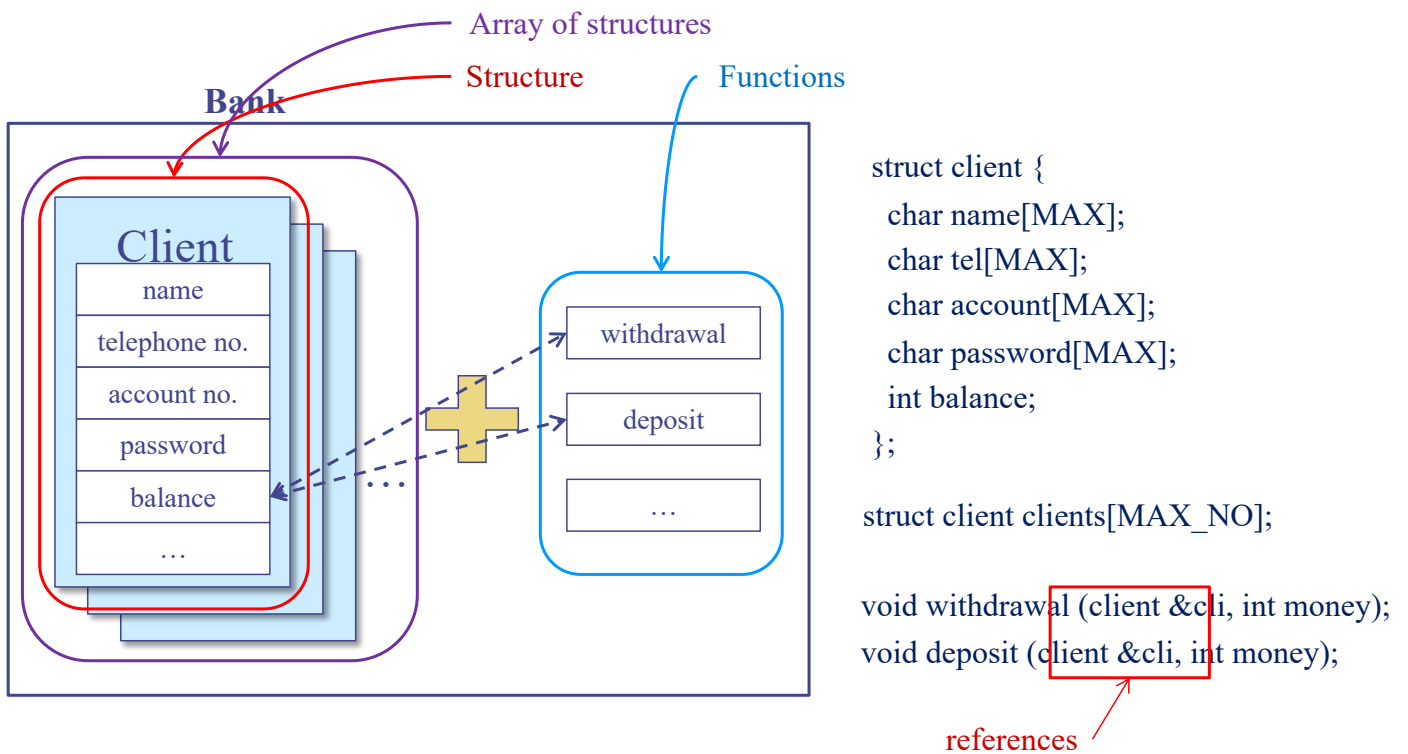 Array of structures
Structure
Functions
Bank
Client
name
telephone no.
account no.
password
balance
…
…
withdrawal
deposit
…
struct client {
char name[MAX];
char tel[MAX];
char account[MAX];
char password[MAX];
int balance;
};
struct client clients[MAX_NO];
void withdrawal (client &cli, int money);
void deposit (client &cli, int money);
references